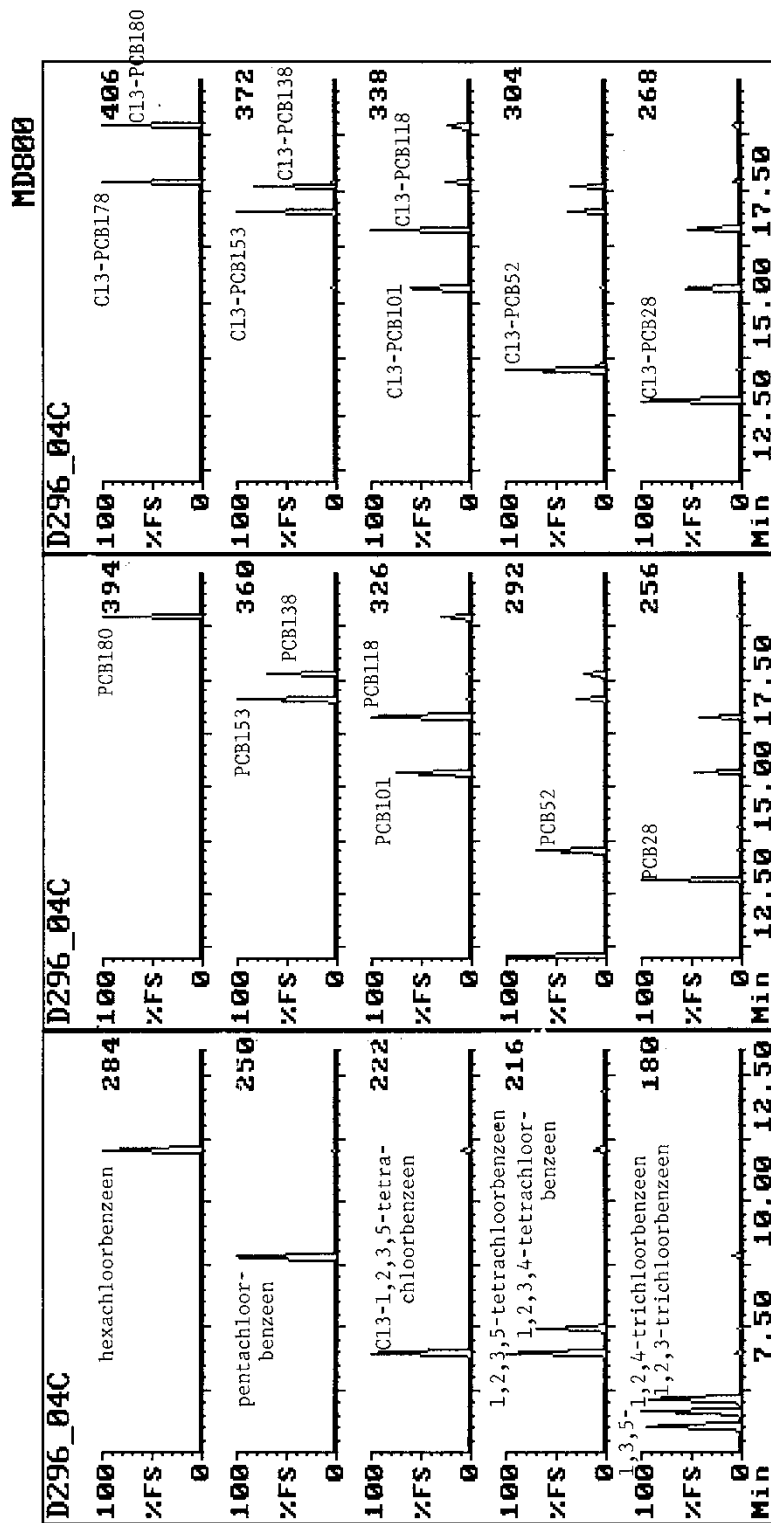 MD800
D296_04C
100
%FS
0
hexachloorbenzeen
284
100
%FS
0
pentachloor-
benzeen
250
100
%FS
0
C13-1,2,3,5-tetra-
chloorbenzeen
222
100
%FS
0
1,2,3,5-tetrachloorbenzeen
1,2,3,4-tetrachloor-
benzeen
216
100
%FS
0
1,3,5-
1,2,4-trichloorbenzeen
1,2,3-trichloorbenzeen
180
Min 7.50 10.00 12.50
D296_04C
100
%FS
0
PCB180
394
100
%FS
0
PCB153
PCB138
360
100
%FS
0
PCB101
PCB118
326
100
%FS
0
PCB52
292
100
%FS
0
PCB28
256
Min 12.50 15.00 17.50
D296_04C
100
%FS
0
C13-PCB178
C13-PCB180
406
100
%FS
0
C13-PCB153
C13-PCB138
372
100
%FS
0
C13-PCB101
C13-PCB118
338
100
%FS
0
C13-PCB52
304
100
%FS
0
C13-PCB28
268
Min 12.50 15.00 17.50